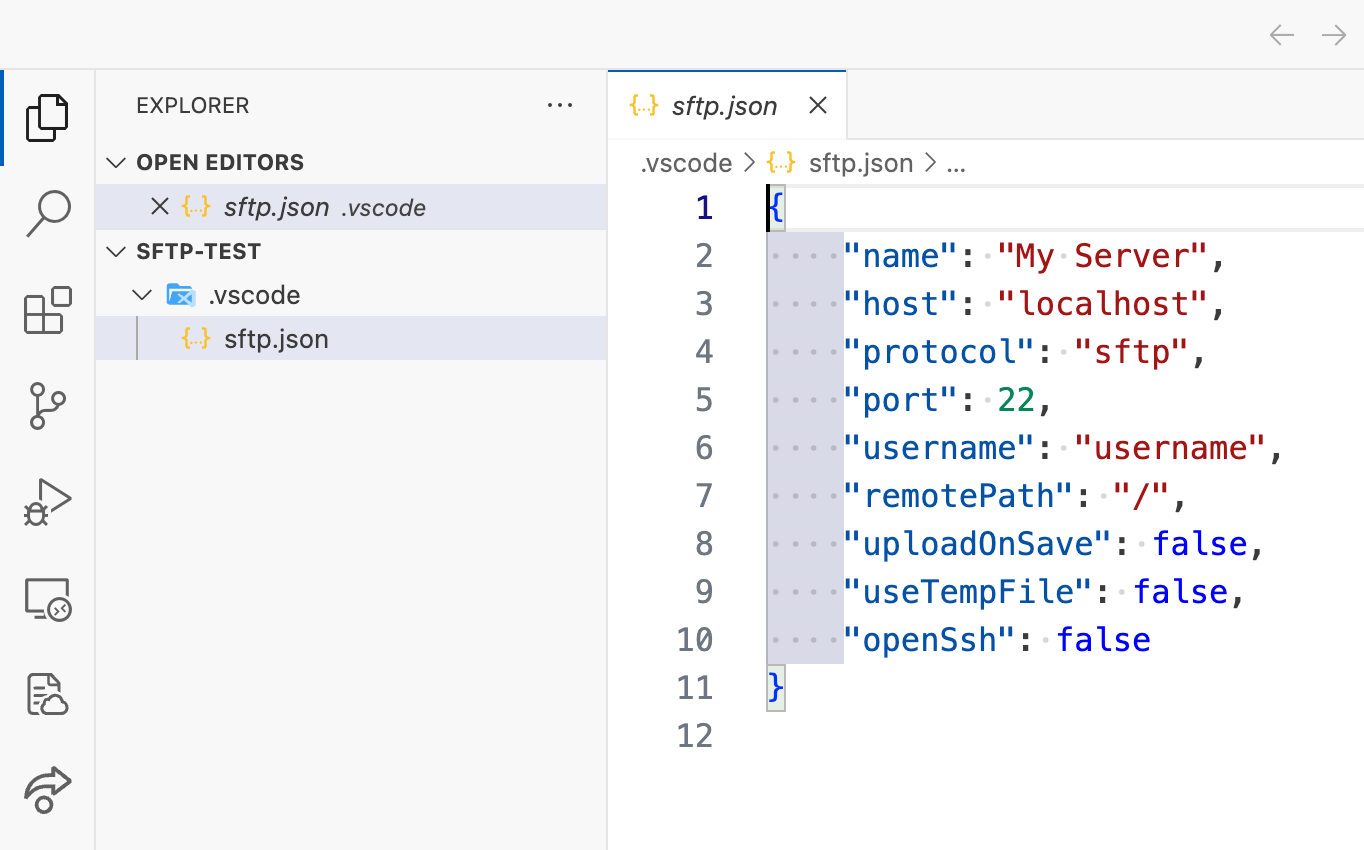 EXPLORER
OPEN EDITORS
sftp.json .vscode
SFTP-TEST
.vscode
sftp.json
sftp.json
.vscode > sftp.json > ...
1 {
2     "name": "My Server",
3     "host": "localhost",
4     "protocol": "sftp",
5     "port": 22,
6     "username": "username",
7     "remotePath": "/",
8     "uploadOnSave": false,
9     "useTempFile": false,
10     "openSsh": false
11 }
12